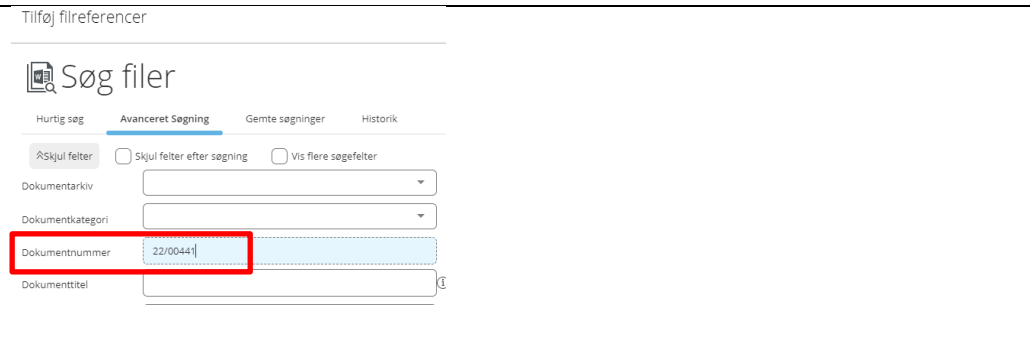 Tilføj filreferencer
Søg filer
Hurtig søg Avanceret Søgning Gemte søgninger Historik
Skjul felter Skjul felter efter søgning Vis flere søgefelter
Dokumentarkiv
Dokumentkategori
Dokumentnummer 22/00441
Dokumenttitel